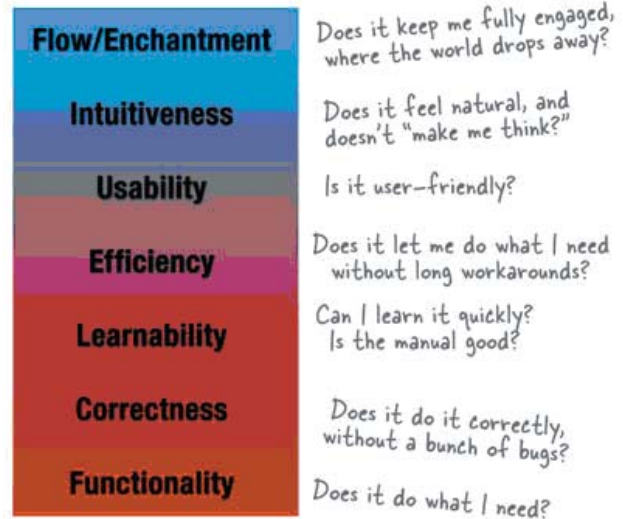 Flow/Enchantment
Does it keep me fully engaged,
where the world drops away?
Intuitiveness
Does it feel natural, and
doesn't "make me think?"
Usability
Is it user-friendly?
Efficiency
Does it let me do what I need
without long workarounds?
Learnability
Can I learn it quickly?
Is the manual good?
Correctness
Does it do it correctly,
without a bunch of bugs?
Functionality
Does it do what I need?